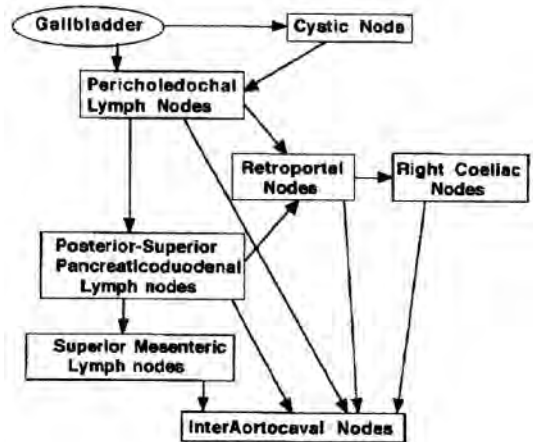 Gallbladder
Cystic Node
Pericholedochal
Lymph Nodes
Retroportal
Nodes
Right Coeliac
Nodes
Posterior-Superior
Pancreaticoduodenal
Lymph nodes
Superior Mesenteric
Lymph nodes
InterAortocaval Nodes